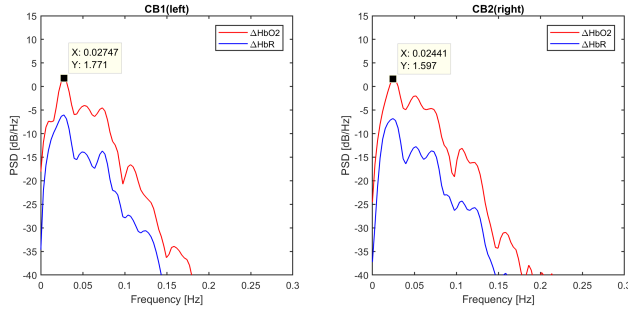 CB1(left)
15
10
5
0
-5
-10
-15
-20
-25
-30
-35
-40
PSD [dB/Hz]
X: 0.02747
Y: 1.771
ΔHbO2
ΔHbR
0
0.05
0.1
0.15
0.2
0.25
0.3
Frequency [Hz]
CB2(right)
15
10
5
0
-5
-10
-15
-20
-25
-30
-35
-40
PSD [dB/Hz]
X: 0.02441
Y: 1.597
ΔHbO2
ΔHbR
0
0.05
0.1
0.15
0.2
0.25
0.3
Frequency [Hz]